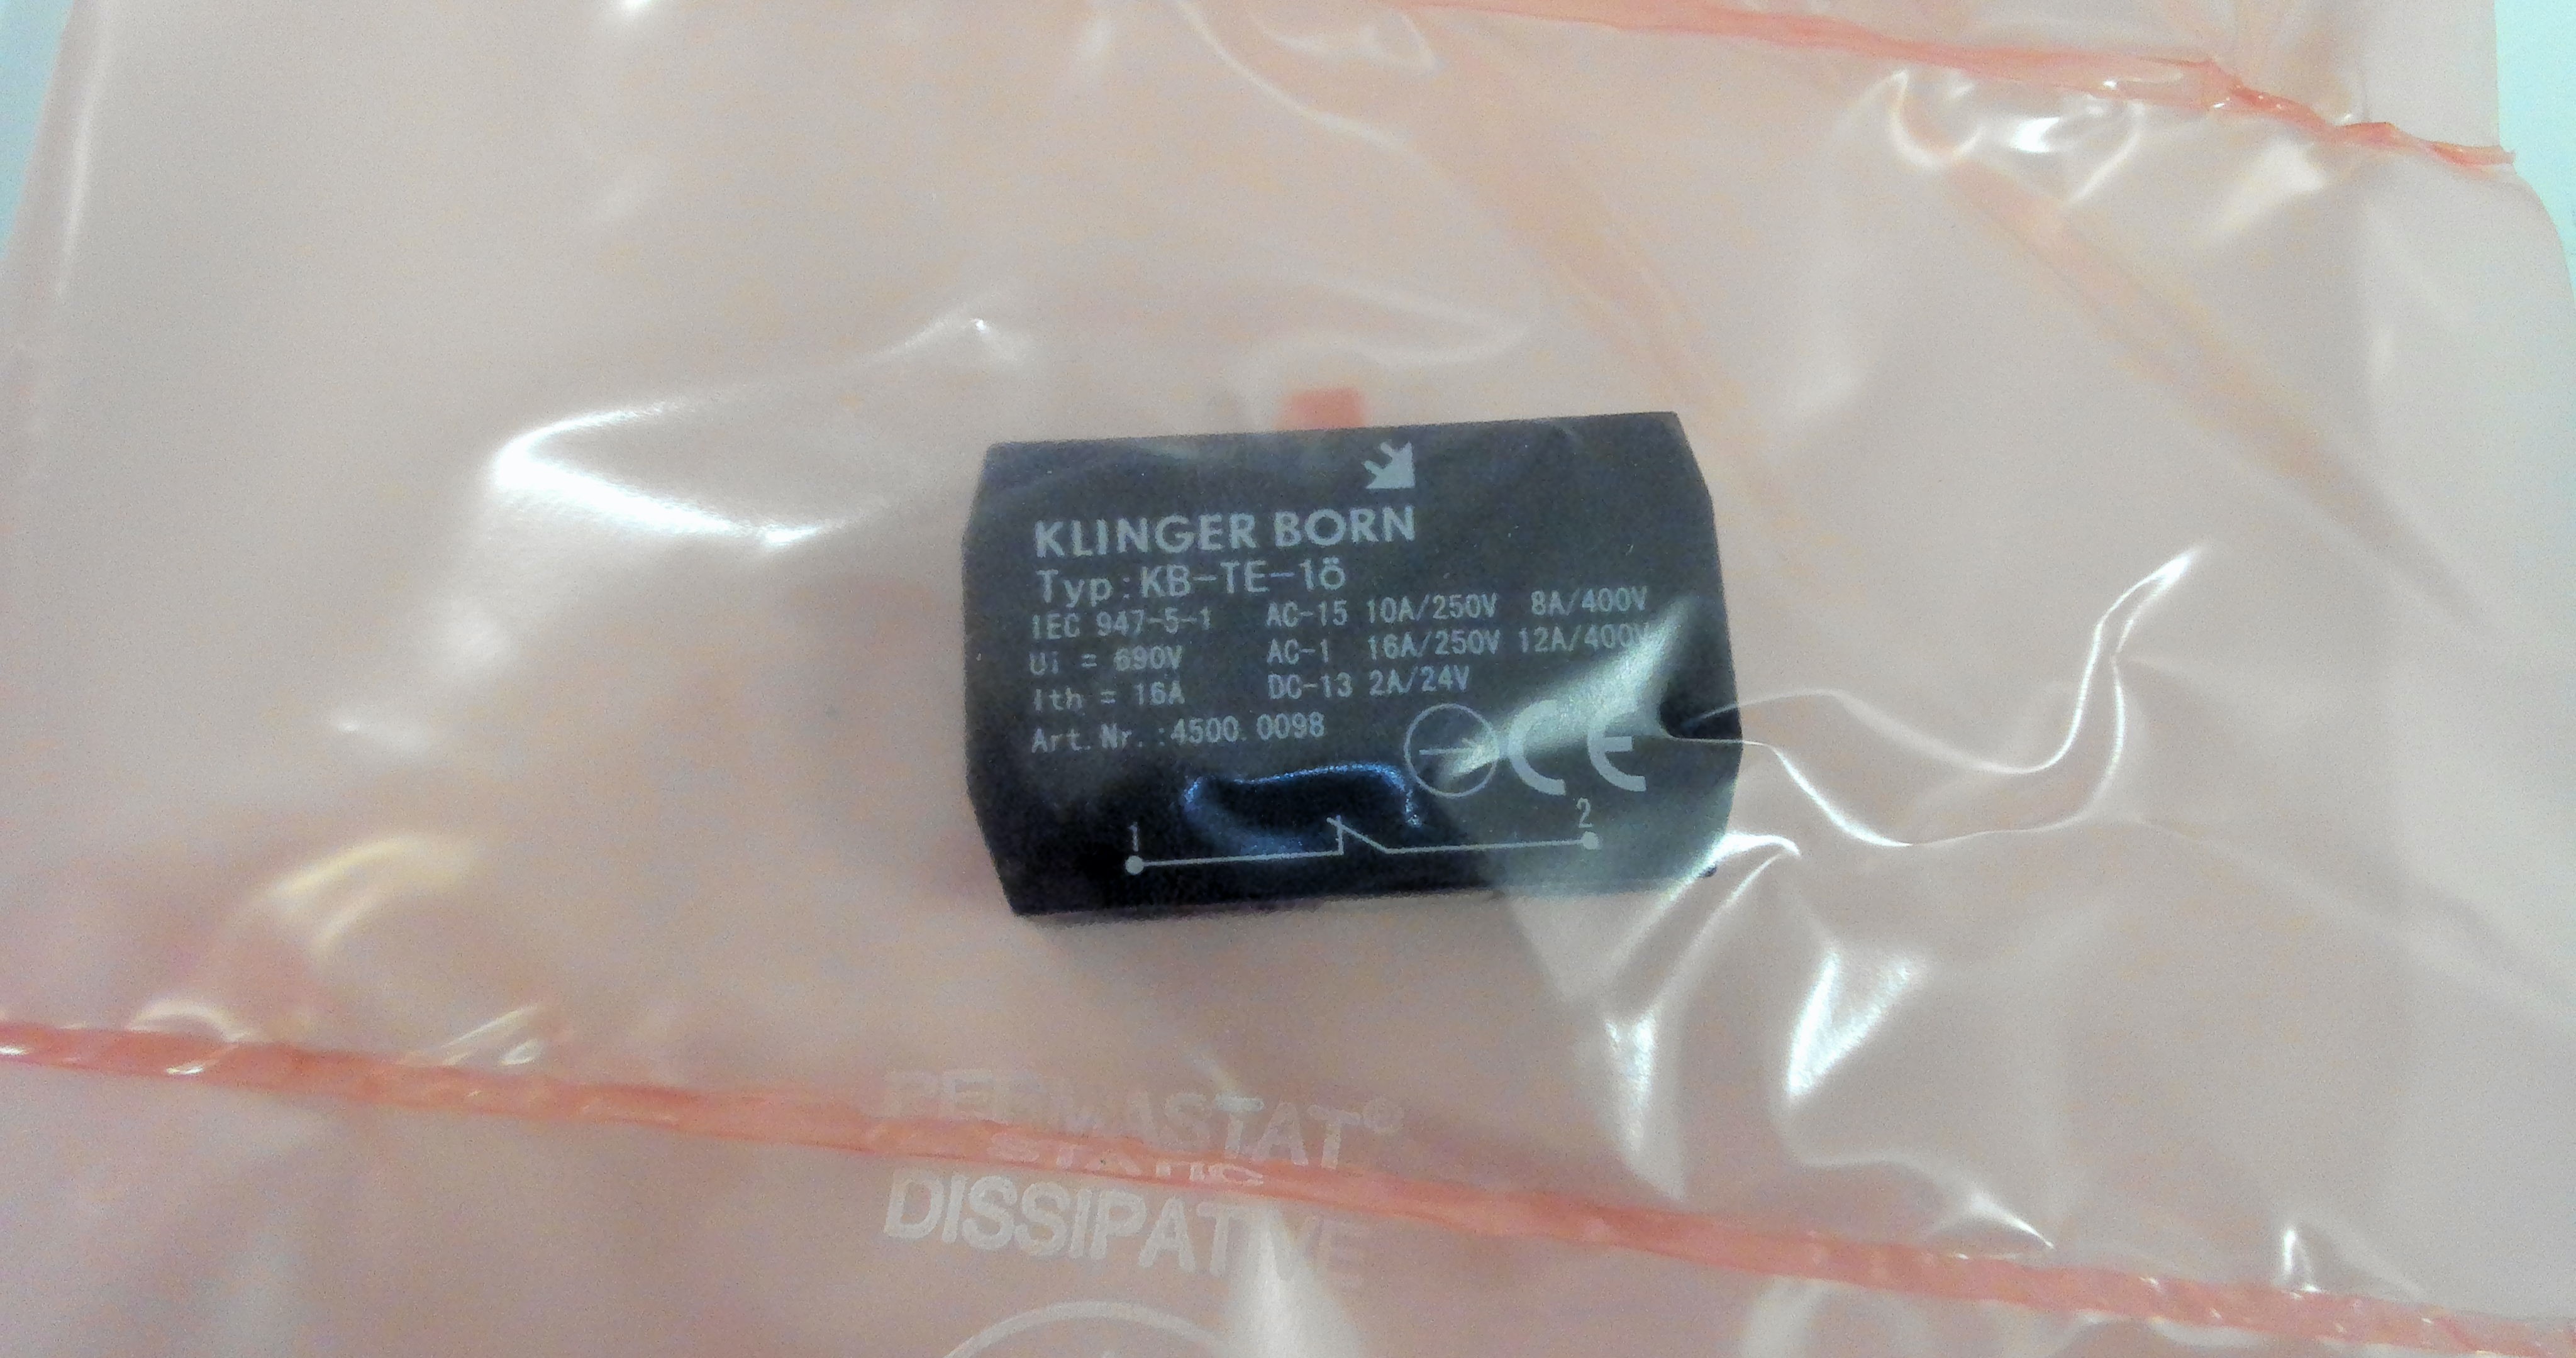 KLINGER BORN
Typ:KB-TE-1ö
IEC 947-5-1 AC-15 10A/250V 8A/400V
Ui = 690V AC-1 16A/250V 12A/400V
Ith = 16A DC-13 2A/24V
Art.Nr.:4500.0098
CE
1 2
PERMASTAT®
STATIC
DISSIPATIVE